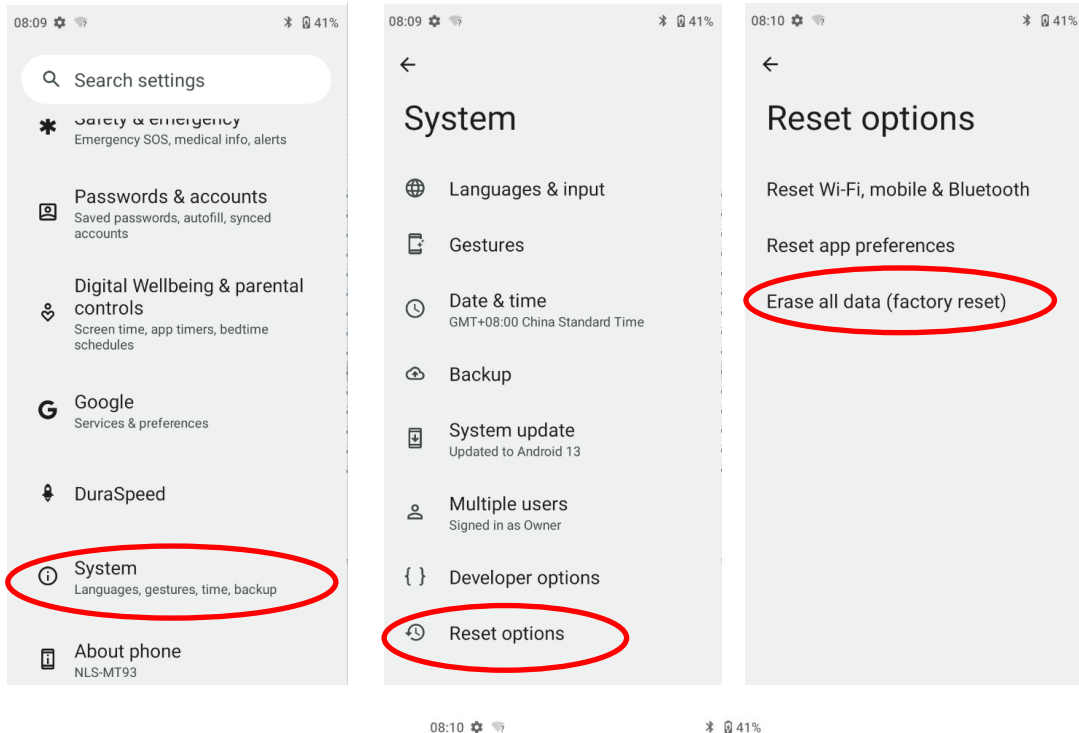 08:09 41%
Search settings
Safety & emergency
Emergency SOS, medical info, alerts
Passwords & accounts
Saved passwords, autofill, synced
accounts
Digital Wellbeing & parental
controls
Screen time, app timers, bedtime
schedules
Google
Services & preferences
DuraSpeed
System
Languages, gestures, time, backup
About phone
NLS-MT93
08:09 41%
System
Languages & input
Gestures
Date & time
GMT+08:00 China Standard Time
Backup
System update
Updated to Android 13
Multiple users
Signed in as Owner
{ } Developer options
Reset options
08:10 41%
Reset options
Reset Wi-Fi, mobile & Bluetooth
Reset app preferences
Erase all data (factory reset)
08:10 41%